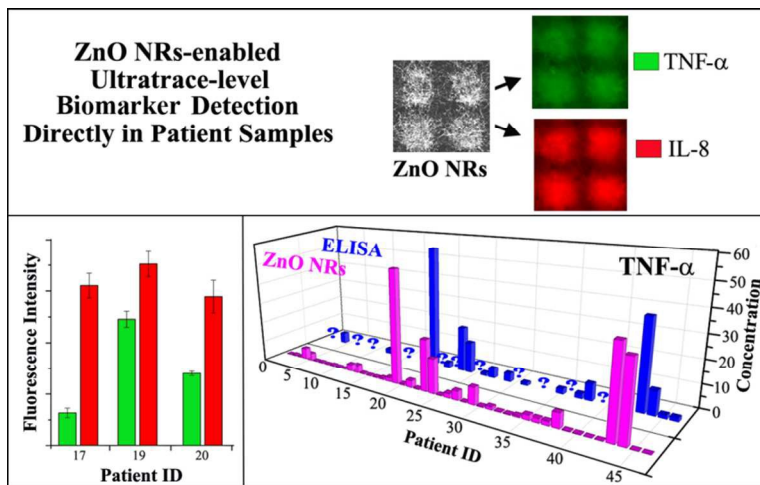 ZnO NRs-enabled
Ultratrace-level
Biomarker Detection
Directly in Patient Samples
ZnO NRs
TNF-α
IL-8
Fluorescence Intensity
17 19 20
Patient ID
ELISA
ZnO NRs
TNF-α
? ? ? ? ? ? ? ? ? ? ?
60
50
40
30
20
10
0
Concentration
0 5 10 15 20 25 30 35 40 45
Patient ID